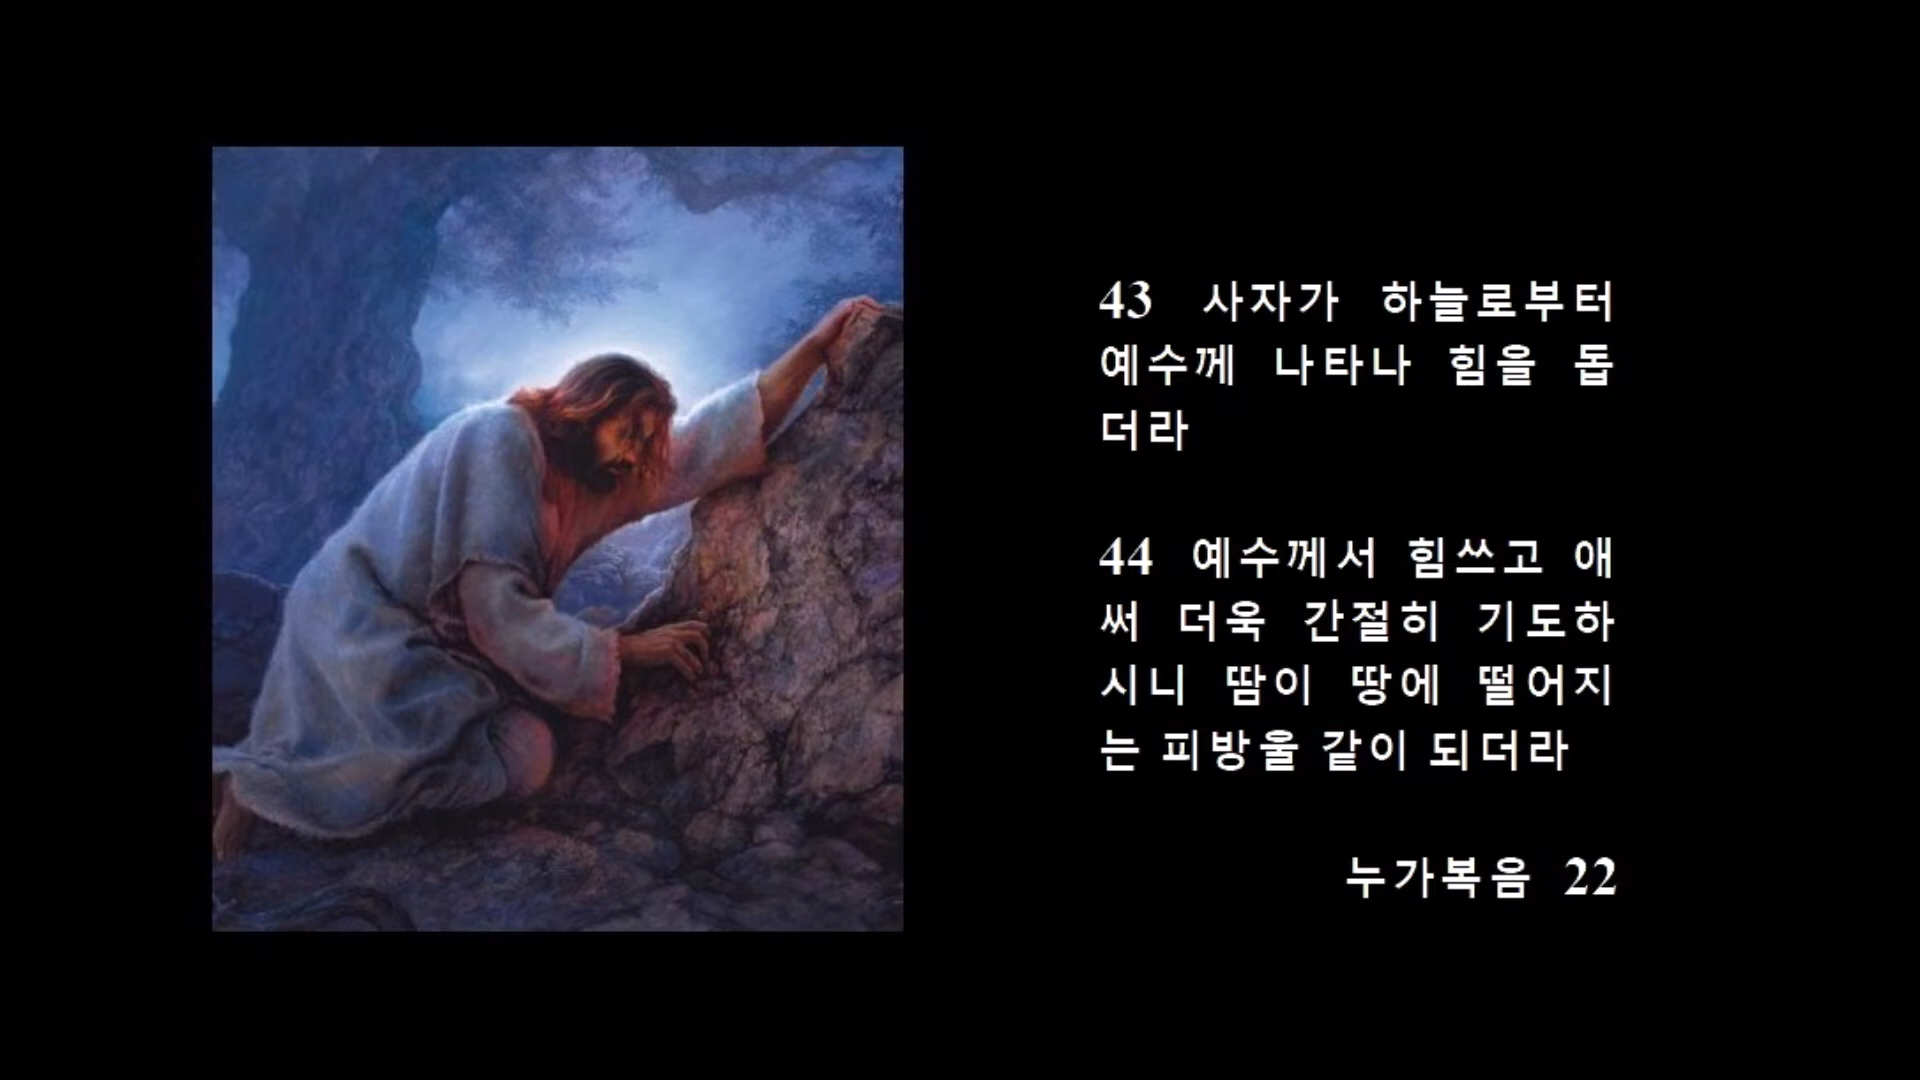 43 사자가 하늘로부터
예수께 나타나 힘을 돕
더라
44 예수께서 힘쓰고 애
써 더욱 간절히 기도하
시니 땀이 땅에 떨어지
는 피방울 같이 되더라
누가복음 22